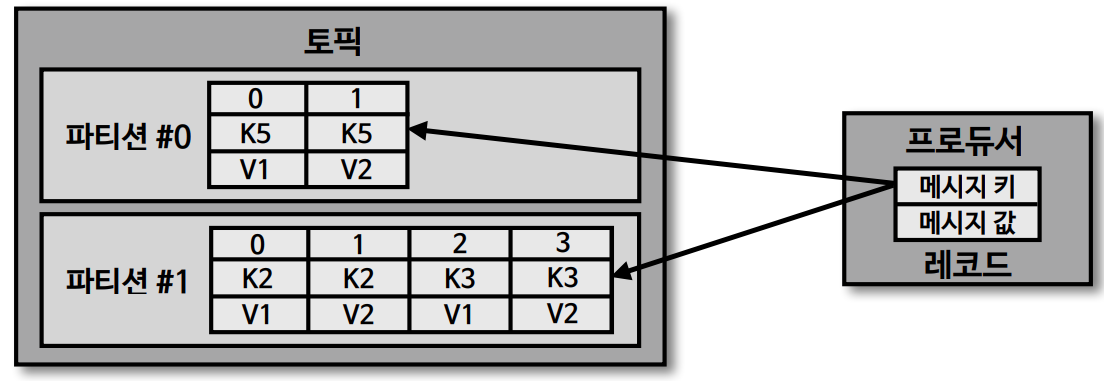 토픽
파티션 #0
0 1
K5 K5
V1 V2
파티션 #1
0 1 2 3
K2 K2 K3 K3
V1 V2 V1 V2
프로듀서
메시지 키
메시지 값
레코드